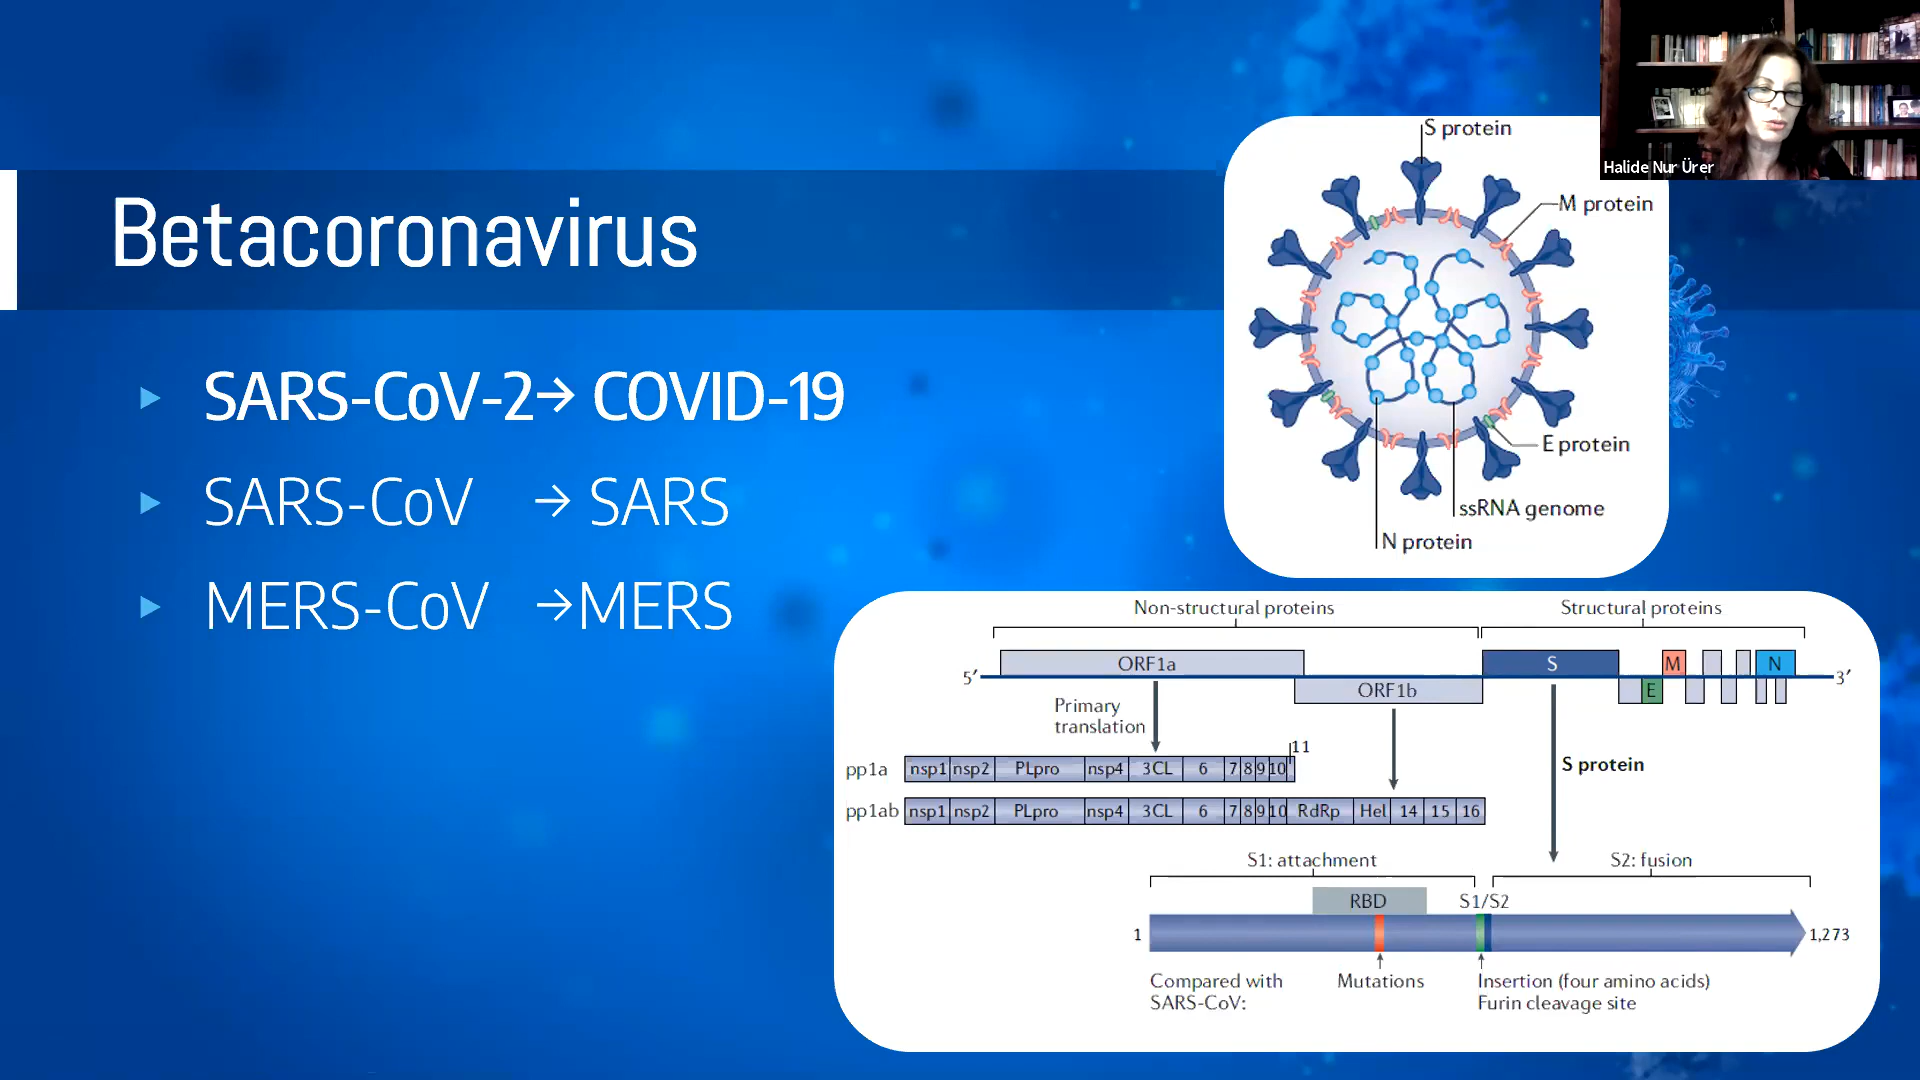 Betacoronavirus
SARS-CoV-2→ COVID-19
SARS-CoV → SARS
MERS-CoV →MERS
S protein
M protein
E protein
ssRNA genome
N protein
Halide Nur Ürer
Non-structural proteins Structural proteins
5′ ORF1a S M N 3′
ORF1b E
Primary
translation
11
pp1a nsp1 nsp2 PLpro nsp4 3CL 6 7 8 9 10
S protein
pp1ab nsp1 nsp2 PLpro nsp4 3CL 6 7 8 9 10 RdRp Hel 14 15 16
S1: attachment S2: fusion
RBD S1/S2
1 1,273
Compared with Mutations Insertion (four amino acids)
SARS-CoV: Furin cleavage site